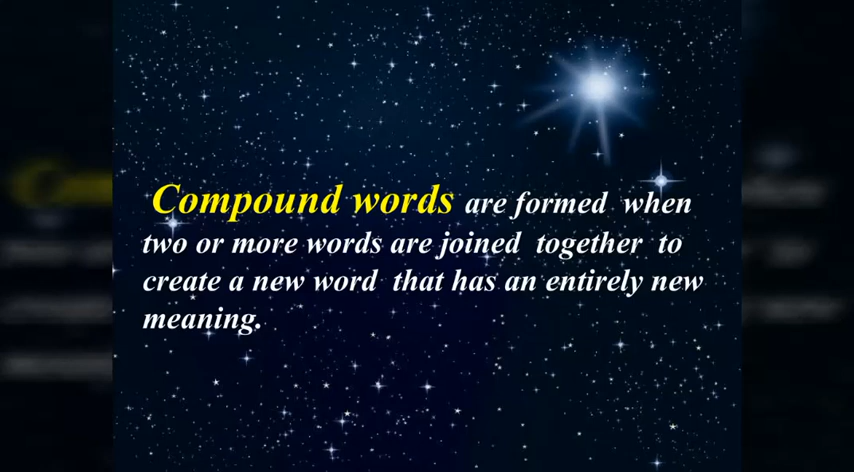 Compound words are formed when
two or more words are joined together to
create a new word that has an entirely new
meaning.